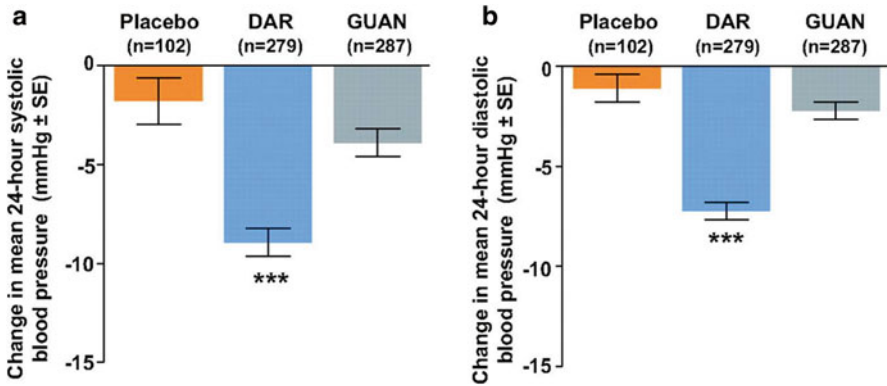 a
Placebo DAR GUAN
(n=102) (n=279) (n=287)
Change in mean 24-hour systolic
blood pressure (mmHg ± SE)
0
-5
-10
-15
***
b
Placebo DAR GUAN
(n=102) (n=279) (n=287)
Change in mean 24-hour diastolic
blood pressure (mmHg ± SE)
0
-5
-10
-15
***